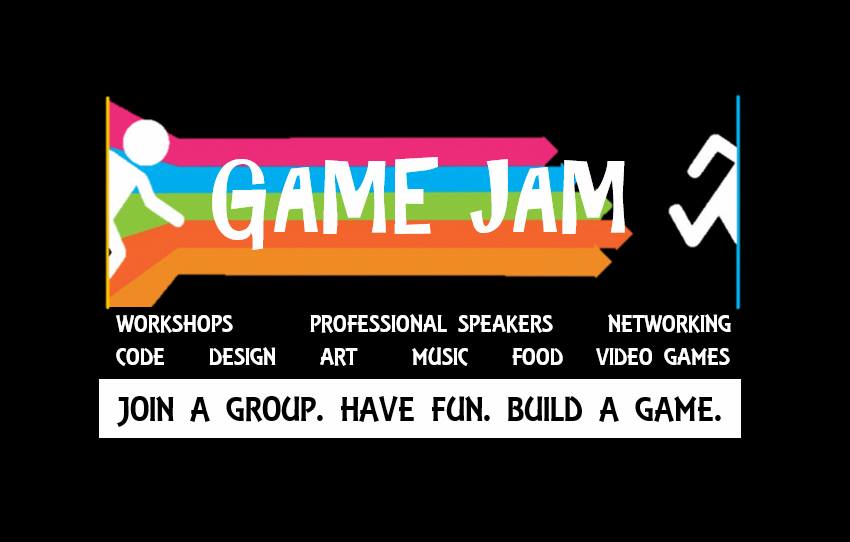 GAME JAM
WORKSHOPS PROFESSIONAL SPEAKERS NETWORKING
CODE DESIGN ART MUSIC FOOD VIDEO GAMES
JOIN A GROUP. HAVE FUN. BUILD A GAME.